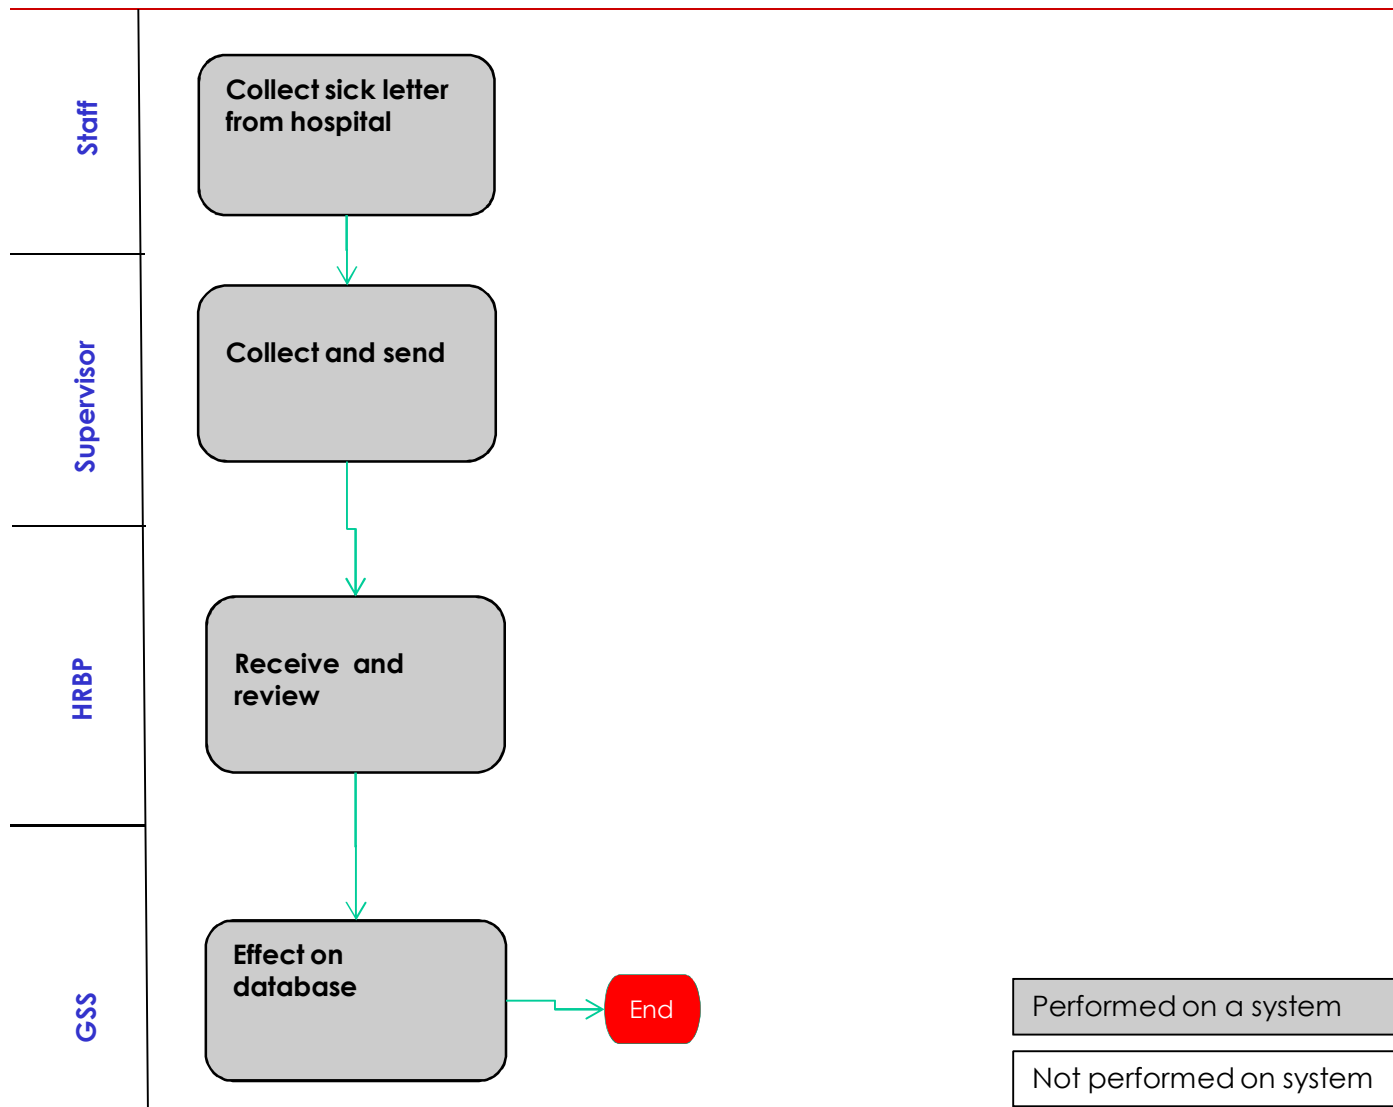 Staff
Collect sick letter
from hospital
Supervisor
Collect and send
HRBP
Receive and
review
GSS
Effect on
database
End
Performed on a system
Not performed on system